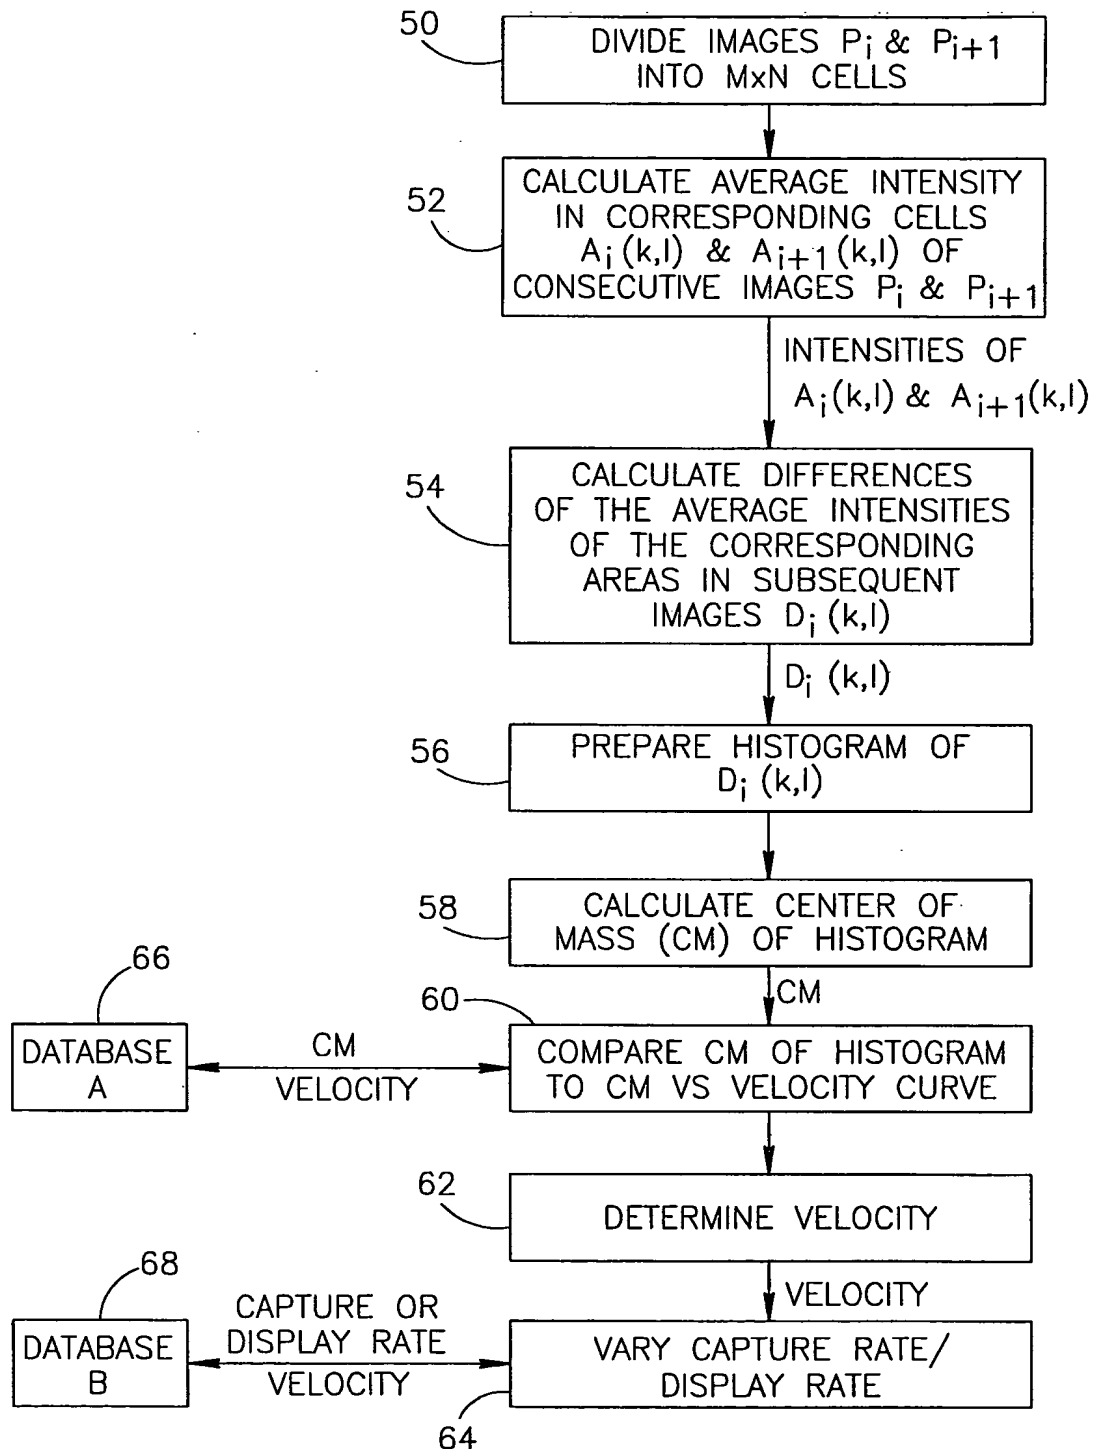 50
DIVIDE IMAGES Pi & Pi+1
INTO MxN CELLS
52
CALCULATE AVERAGE INTENSITY
IN CORRESPONDING CELLS
Ai(k,l) & Ai+1(k,l) OF
CONSECUTIVE IMAGES Pi & Pi+1
INTENSITIES OF
Ai(k,l) & Ai+1(k,l)
54
CALCULATE DIFFERENCES
OF THE AVERAGE INTENSITIES
OF THE CORRESPONDING
AREAS IN SUBSEQUENT
IMAGES Di (k,l)
Di (k,l)
56
PREPARE HISTOGRAM OF
Di (k,l)
58
CALCULATE CENTER OF
MASS (CM) OF HISTOGRAM
CM
66
60
DATABASE
A
CM
VELOCITY
COMPARE CM OF HISTOGRAM
TO CM VS VELOCITY CURVE
62
DETERMINE VELOCITY
VELOCITY
68
DATABASE
B
CAPTURE OR
DISPLAY RATE
VELOCITY
VARY CAPTURE RATE/
DISPLAY RATE
64